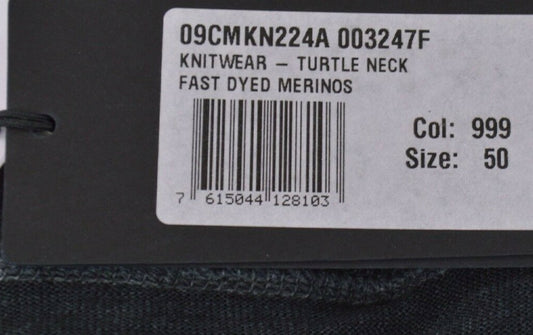 09CMKN224A 003247F
KNITWEAR – TURTLE NECK
FAST DYED MERINOS
Col: 999
Size: 50
7 615044 128103